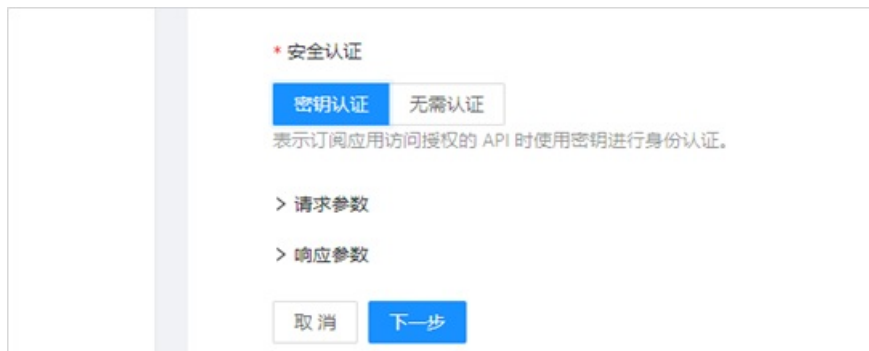 * 安全认证
密钥认证 无需认证
表示订阅应用访问授权的 API 时使用密钥进行身份认证。
> 请求参数
> 响应参数
取 消 下一步